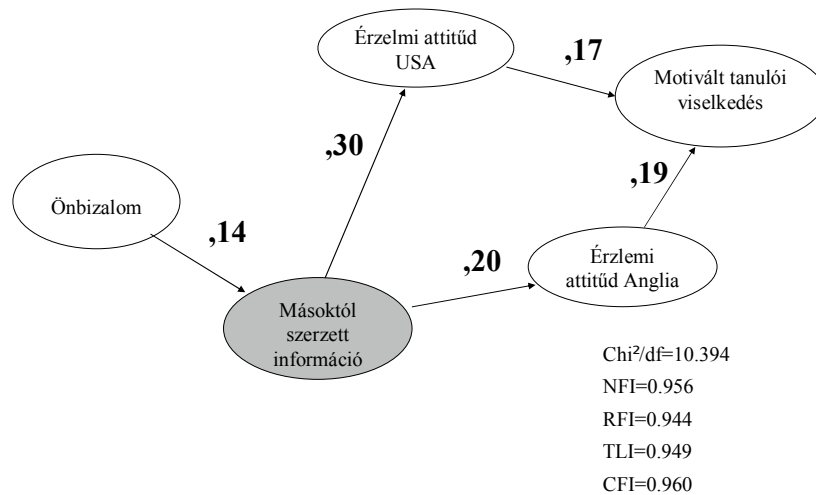 Érzelmi attitűd
USA
,17
Motivált tanulói
viselkedés
,30
,19
Önbizalom
,14
,20
Érzlemi
attitűd Anglia
Másoktól
szerzett
információ
Chi²/df=10.394
NFI=0.956
RFI=0.944
TLI=0.949
CFI=0.960